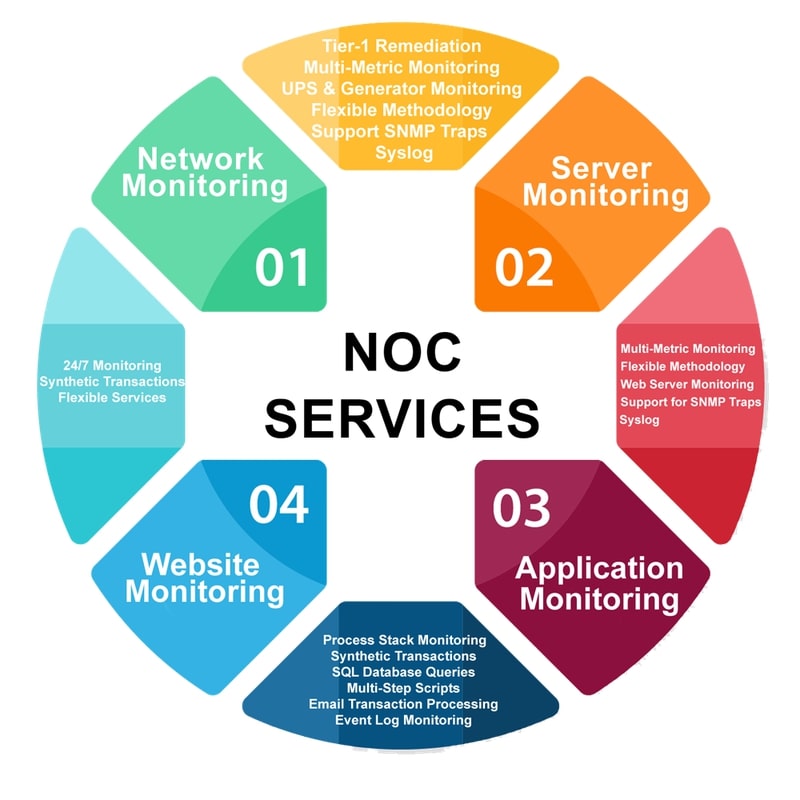 Tier-1 Remediation
Multi-Metric Monitoring
UPS & Generator Monitoring
Flexible Methodology
Support SNMP Traps
Syslog
Network
Monitoring
01
Server
Monitoring
02
24/7 Monitoring
Synthetic Transactions
Flexible Services
NOC
SERVICES
Multi-Metric Monitoring
Flexible Methodology
Web Server Monitoring
Support for SNMP Traps
Syslog
04
Website
Monitoring
03
Application
Monitoring
Process Stack Monitoring
Synthetic Transactions
SQL Database Queries
Multi-Step Scripts
Email Transaction Processing
Event Log Monitoring